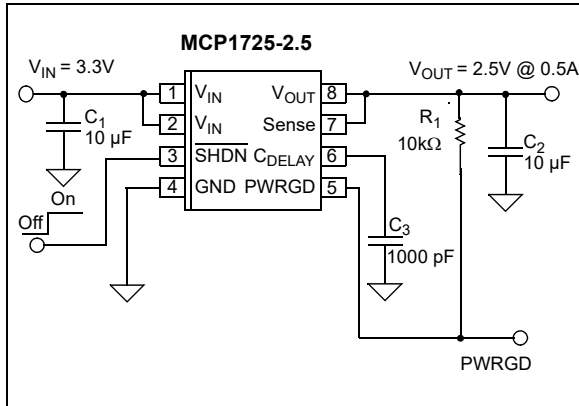 MCP1725-2.5
V_IN = 3.3V
V_OUT = 2.5V @ 0.5A
1 V_IN V_OUT 8
2 V_IN Sense 7
3 S̅H̅D̅N̅ C_DELAY 6
4 GND PWRGD 5
C_1
10 µF
R_1
10kΩ
C_2
10 µF
On
Off
C_3
1000 pF
PWRGD